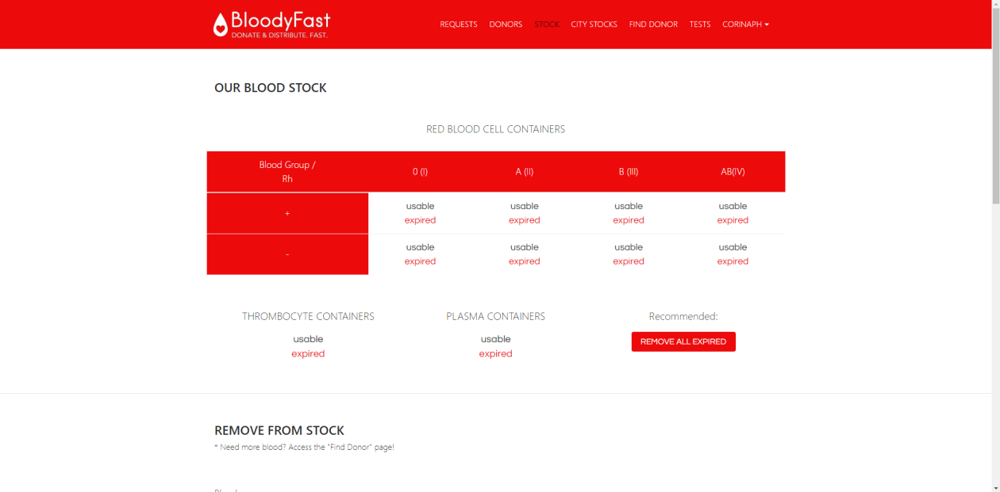 BloodyFast
DONATE & DISTRIBUTE. FAST.
REQUESTS DONORS STOCK CITY STOCKS FIND DONOR TESTS CORINAPH
OUR BLOOD STOCK
RED BLOOD CELL CONTAINERS
Blood Group / Rh 0 (I) A (II) B (III) AB(IV)
+
usable usable usable usable
expired expired expired expired
-
usable usable usable usable
expired expired expired expired
THROMBOCYTE CONTAINERS PLASMA CONTAINERS Recommended:
usable usable REMOVE ALL EXPIRED
expired expired
REMOVE FROM STOCK
* Need more blood? Access the "Find Donor" page!